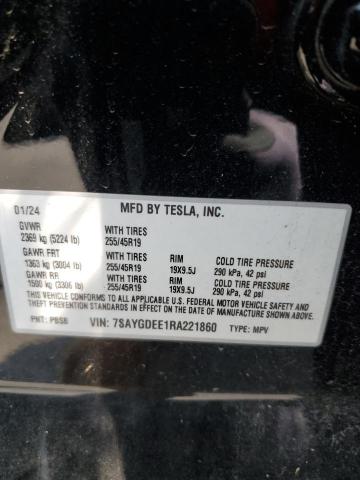 01/24 MFD BY TESLA, INC.
GVWR WITH TIRES
2369 kg (5224 lb) 255/45R19
GAWR FRT WITH TIRES RIM COLD TIRE PRESSURE
1363 kg (3004 lb) 255/45R19 19X9.5J 290 kPa, 42 psi
GAWR RR WITH TIRES RIM COLD TIRE PRESSURE
1500 kg (3306 lb) 255/45R19 19X9.5J 290 kPa, 42 psi
THIS VEHICLE CONFORMS TO ALL APPLICABLE U.S. FEDERAL MOTOR VEHICLE SAFETY AND
THEFT PREVENTION STANDARDS IN EFFECT ON THE DATE OF MANUFACTURE SHOWN ABOVE.
PNT: PBSB VIN: 7SAYGDEE1RA221860 TYPE: MPV